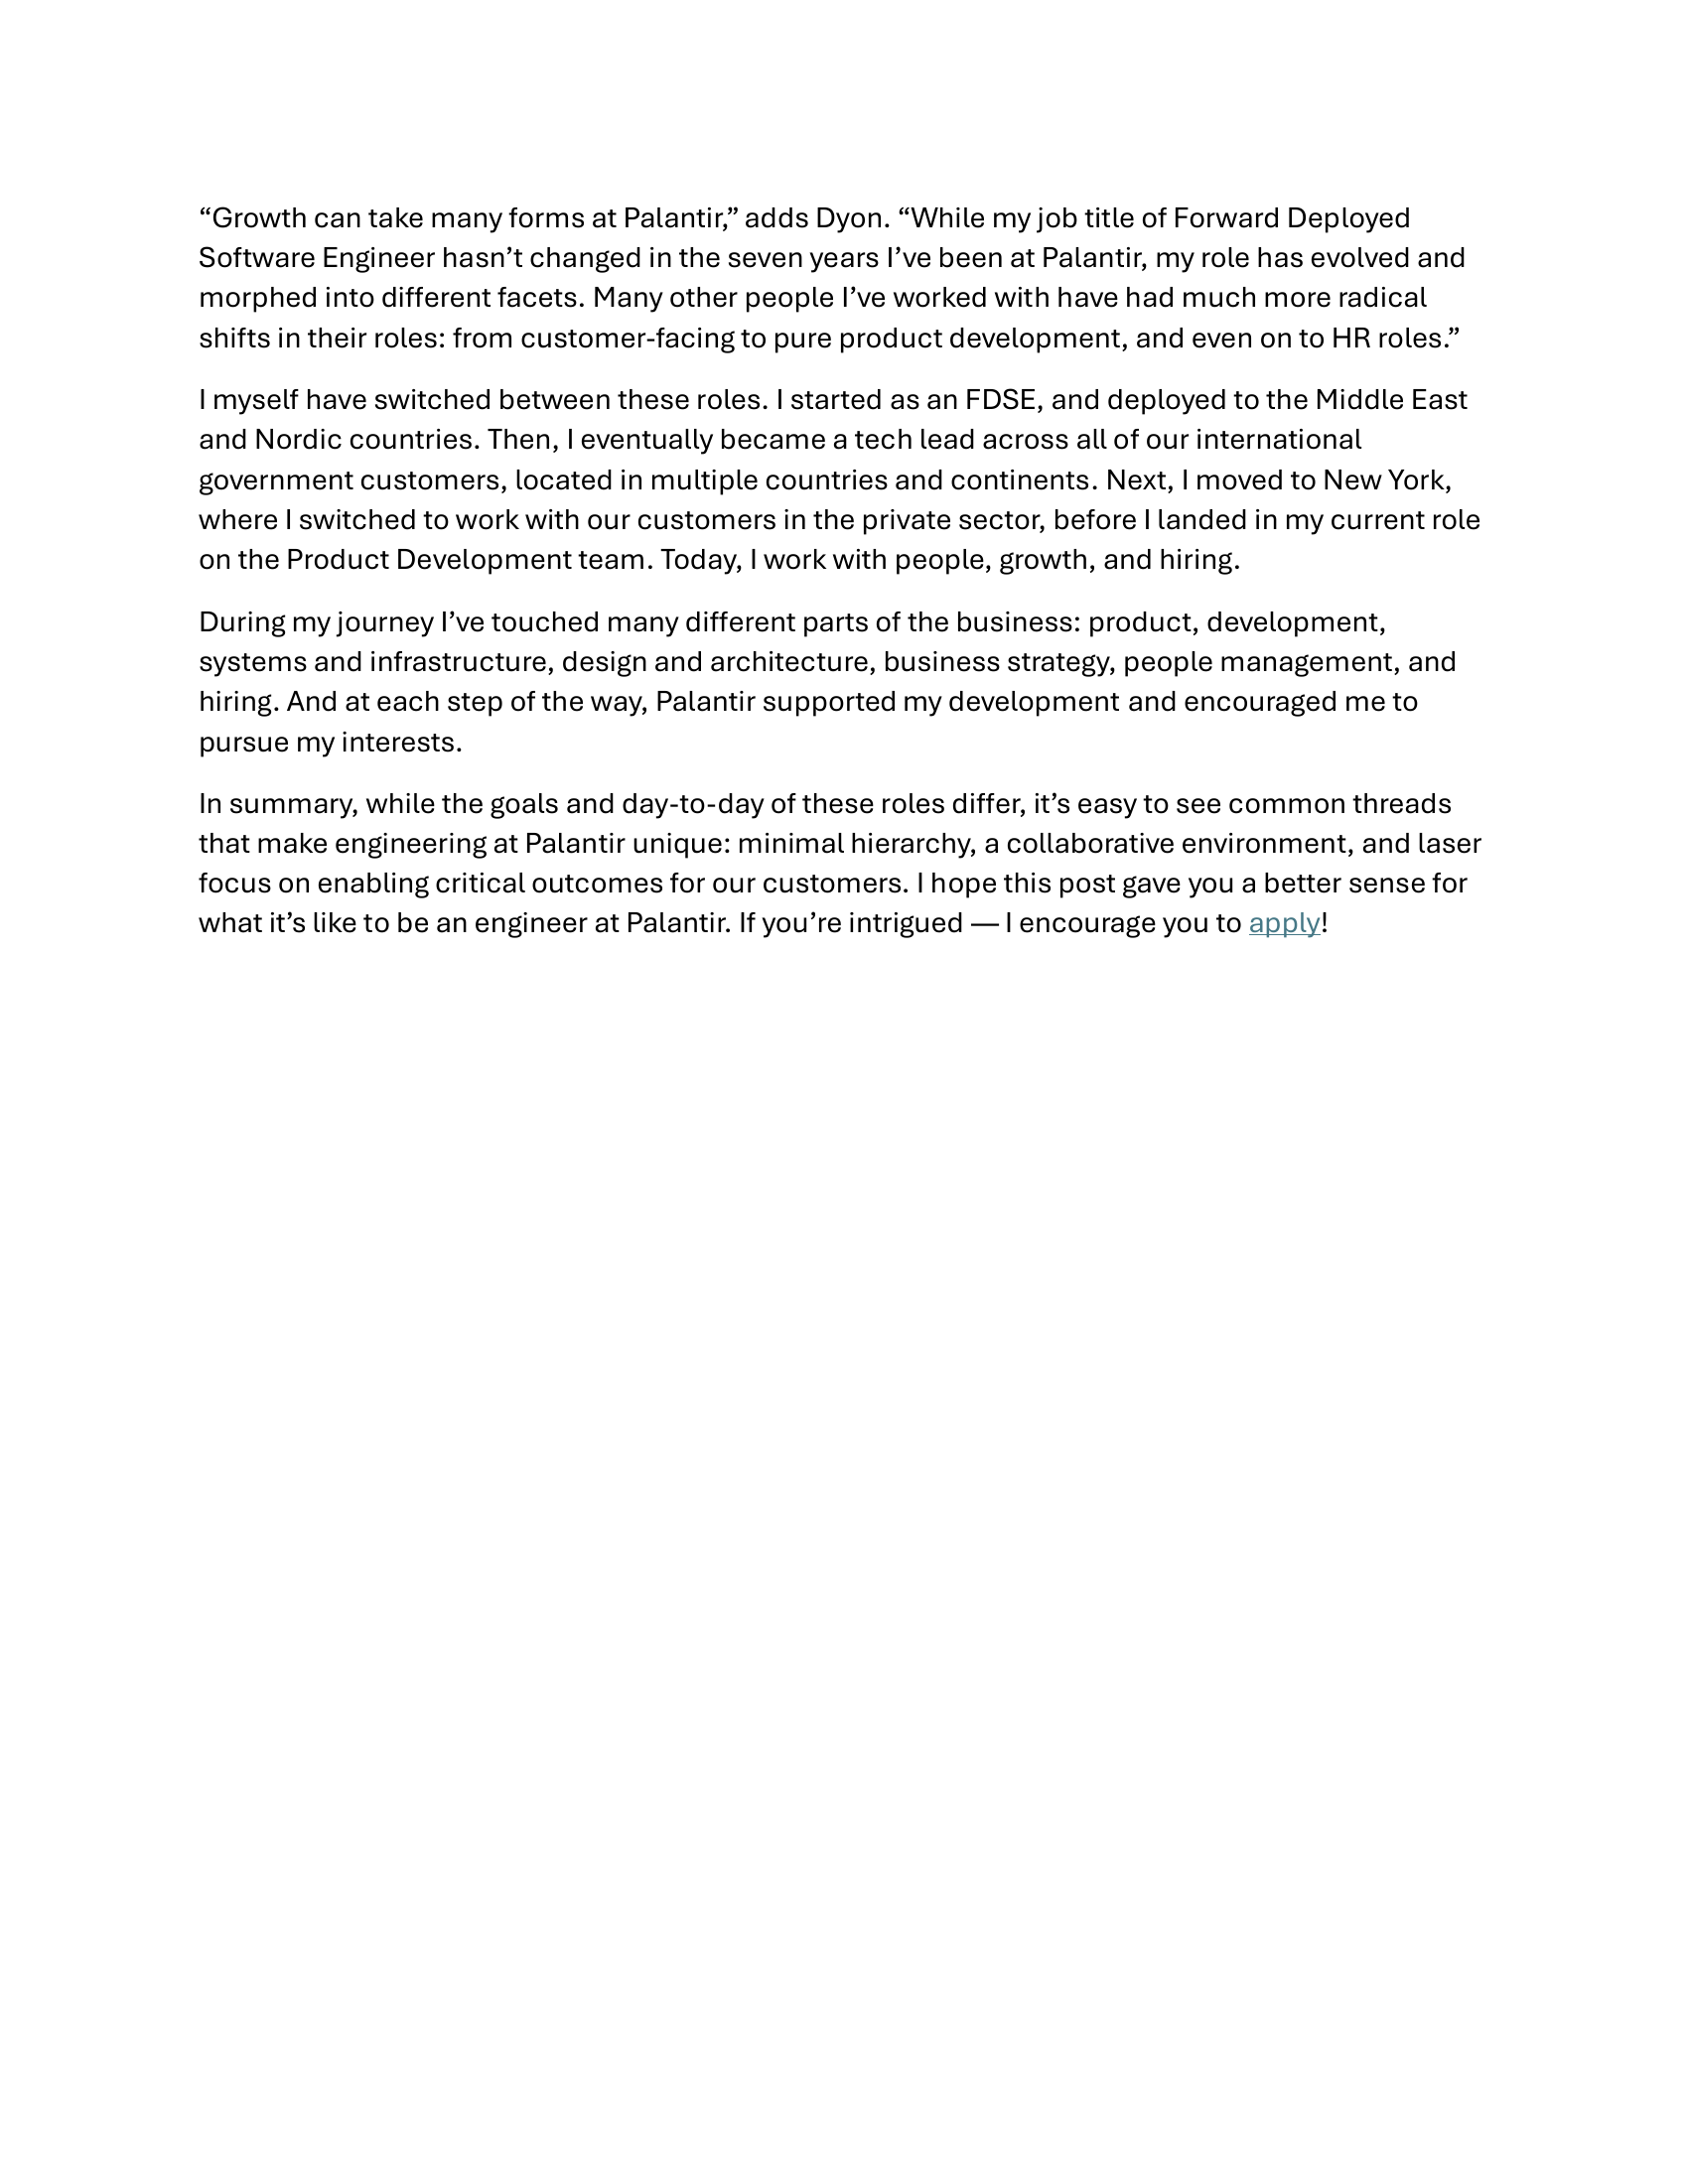 “Growth can take many forms at Palantir,” adds Dyon. “While my job title of Forward Deployed
Software Engineer hasn’t changed in the seven years I’ve been at Palantir, my role has evolved and
morphed into different facets. Many other people I’ve worked with have had much more radical
shifts in their roles: from customer-facing to pure product development, and even on to HR roles.”
I myself have switched between these roles. I started as an FDSE, and deployed to the Middle East
and Nordic countries. Then, I eventually became a tech lead across all of our international
government customers, located in multiple countries and continents. Next, I moved to New York,
where I switched to work with our customers in the private sector, before I landed in my current role
on the Product Development team. Today, I work with people, growth, and hiring.
During my journey I’ve touched many different parts of the business: product, development,
systems and infrastructure, design and architecture, business strategy, people management, and
hiring. And at each step of the way, Palantir supported my development and encouraged me to
pursue my interests.
In summary, while the goals and day-to-day of these roles differ, it’s easy to see common threads
that make engineering at Palantir unique: minimal hierarchy, a collaborative environment, and laser
focus on enabling critical outcomes for our customers. I hope this post gave you a better sense for
what it’s like to be an engineer at Palantir. If you’re intrigued — I encourage you to apply!